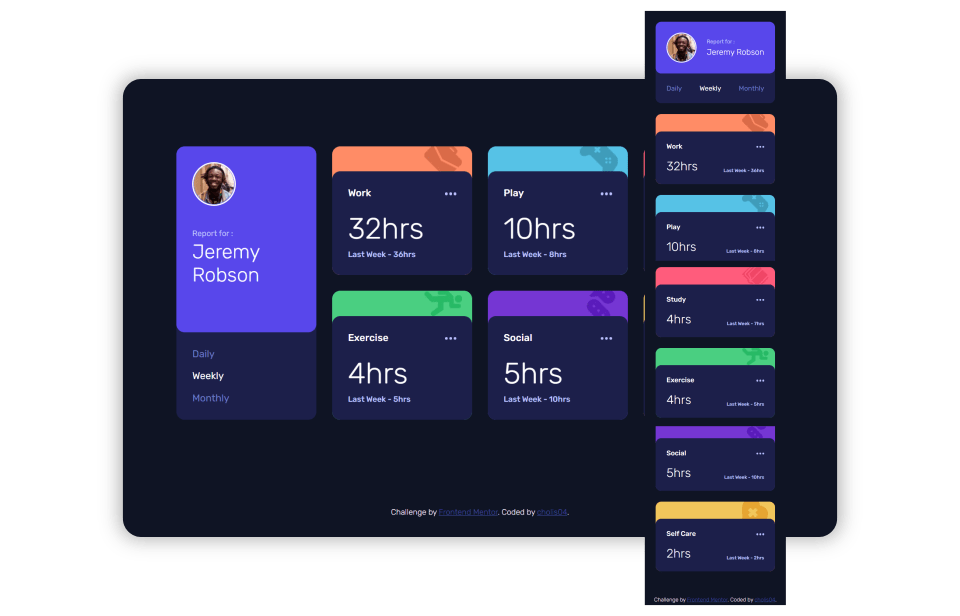 Report for :
Jeremy
Robson
Daily
Weekly
Monthly
Work
32hrs
Last Week - 36hrs
Play
10hrs
Last Week - 8hrs
Exercise
4hrs
Last Week - 5hrs
Social
5hrs
Last Week - 10hrs
Challenge by Frontend Mentor. Coded by cholis04.
Report for :
Jeremy Robson
Daily Weekly Monthly
Work
32hrs Last Week - 36hrs
Play
10hrs Last Week - 8hrs
Study
4hrs Last Week - 7hrs
Exercise
4hrs Last Week - 5hrs
Social
5hrs Last Week - 10hrs
Self Care
2hrs Last Week - 2hrs
Challenge by Frontend Mentor. Coded by cholis04.